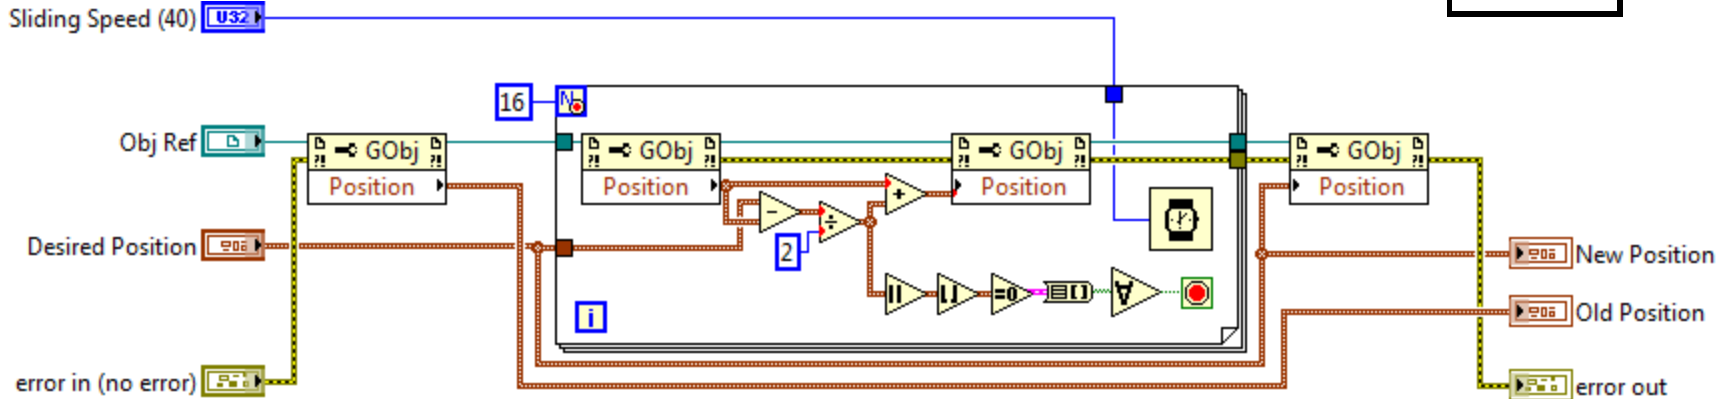 Sliding Speed (40)
U32
16
N
Obj Ref
GObj
GObj
GObj
GObj
Position
Position
Position
Position
+
-
÷
Desired Position
2
New Position
=0
i
Old Position
error in (no error)
error out